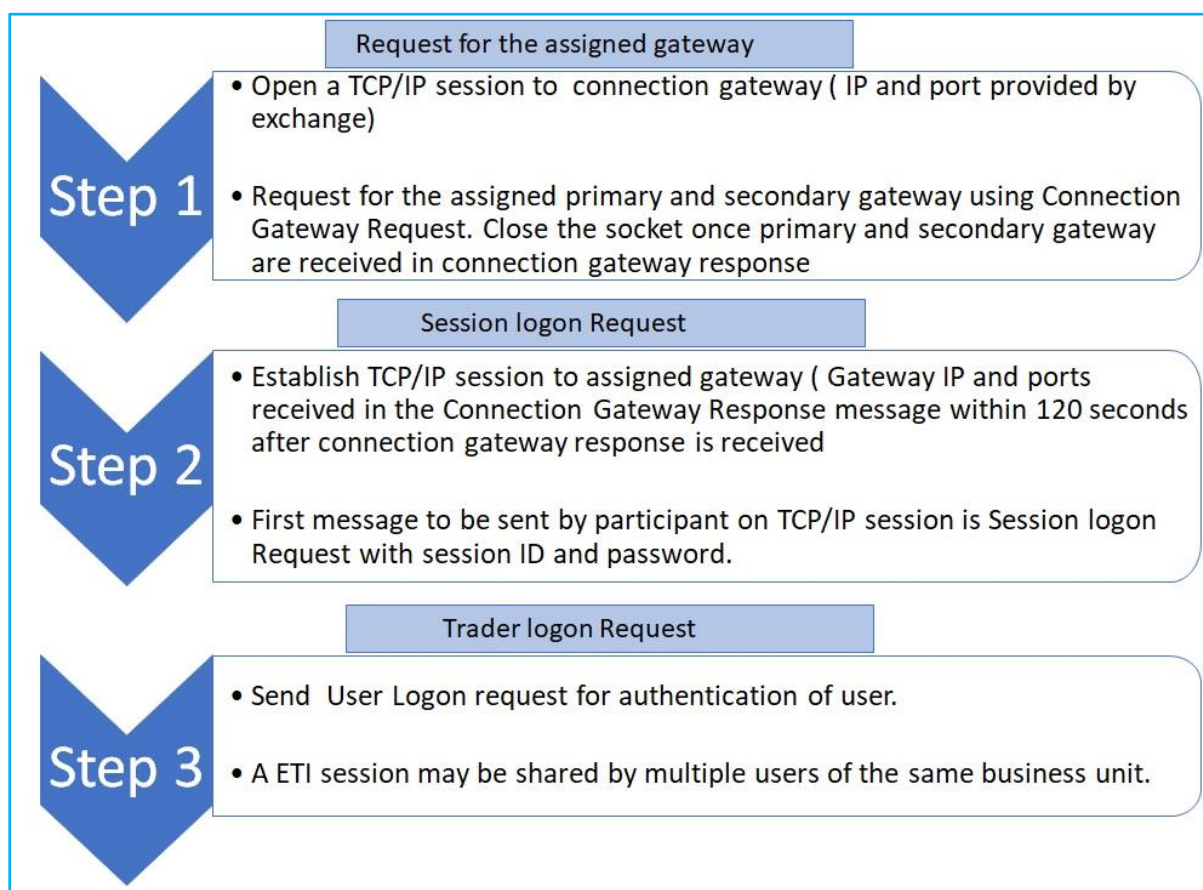 Request for the assigned gateway
Step 1
• Open a TCP/IP session to connection gateway ( IP and port provided by
exchange)
• Request for the assigned primary and secondary gateway using Connection
Gateway Request. Close the socket once primary and secondary gateway
are received in connection gateway response
Session logon Request
Step 2
• Establish TCP/IP session to assigned gateway ( Gateway IP and ports
received in the Connection Gateway Response message within 120 seconds
after connection gateway response is received
• First message to be sent by participant on TCP/IP session is Session logon
Request with session ID and password.
Trader logon Request
Step 3
• Send User Logon request for authentication of user.
• A ETI session may be shared by multiple users of the same business unit.